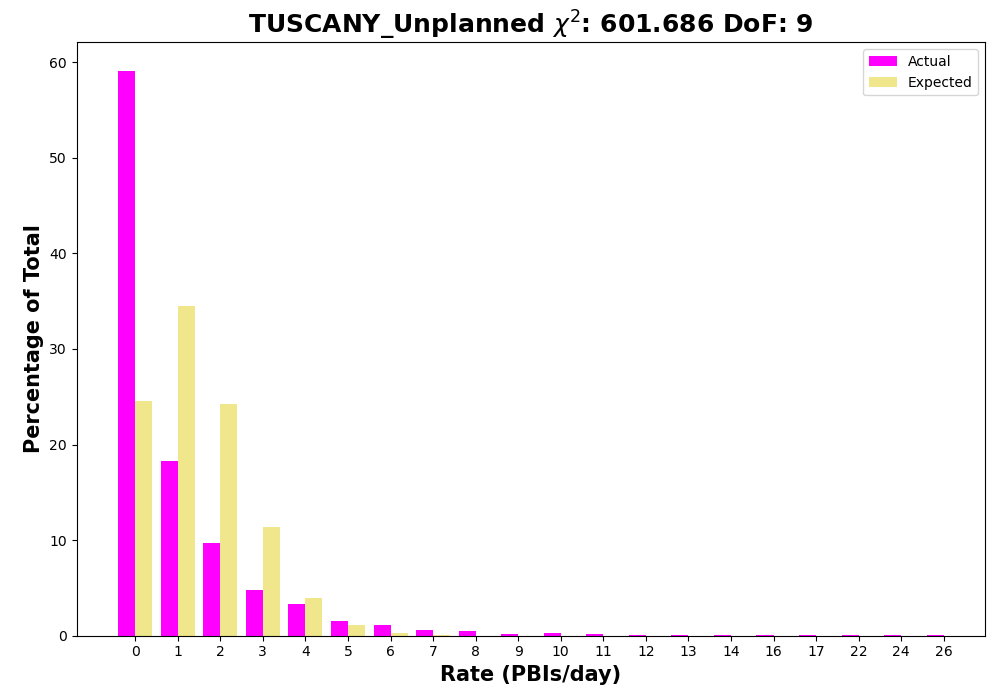 TUSCANY_Unplanned χ²: 601.686 DoF: 9
Actual
Expected
Percentage of Total
60
50
40
30
20
10
0
0 1 2 3 4 5 6 7 8 9 10 11 12 13 14 16 17 22 24 26
Rate (PBIs/day)